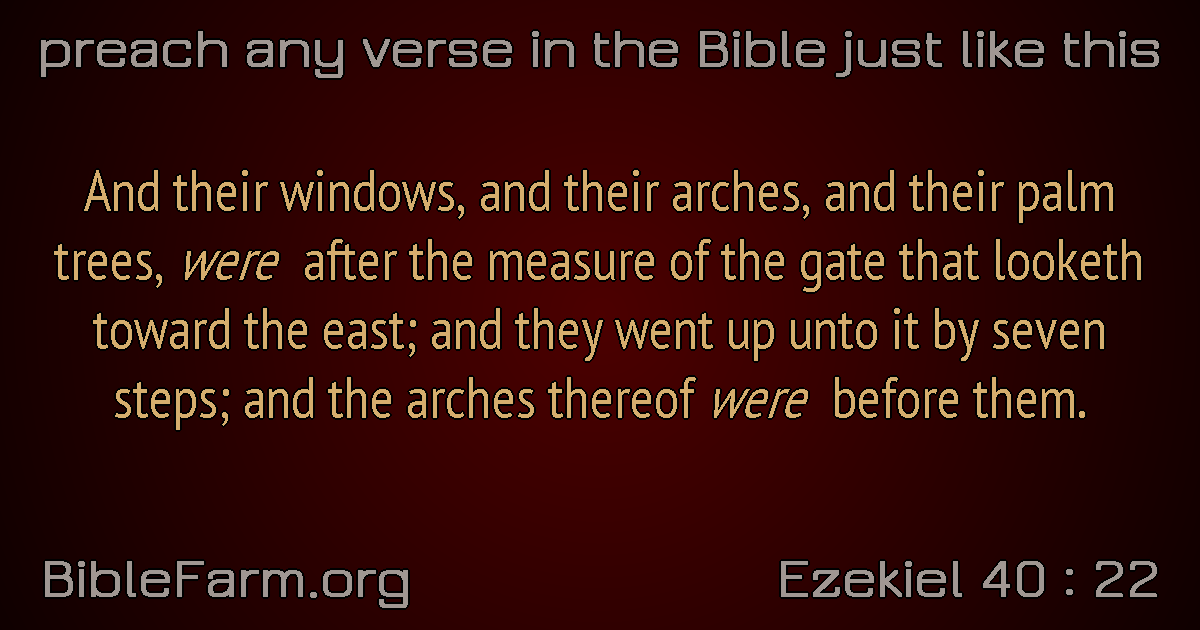 preach any verse in the Bible just like this
And their windows, and their arches, and their palm
trees, were after the measure of the gate that looketh
toward the east; and they went up unto it by seven
steps; and the arches thereof were before them.
BibleFarm.org
Ezekiel 40 : 22